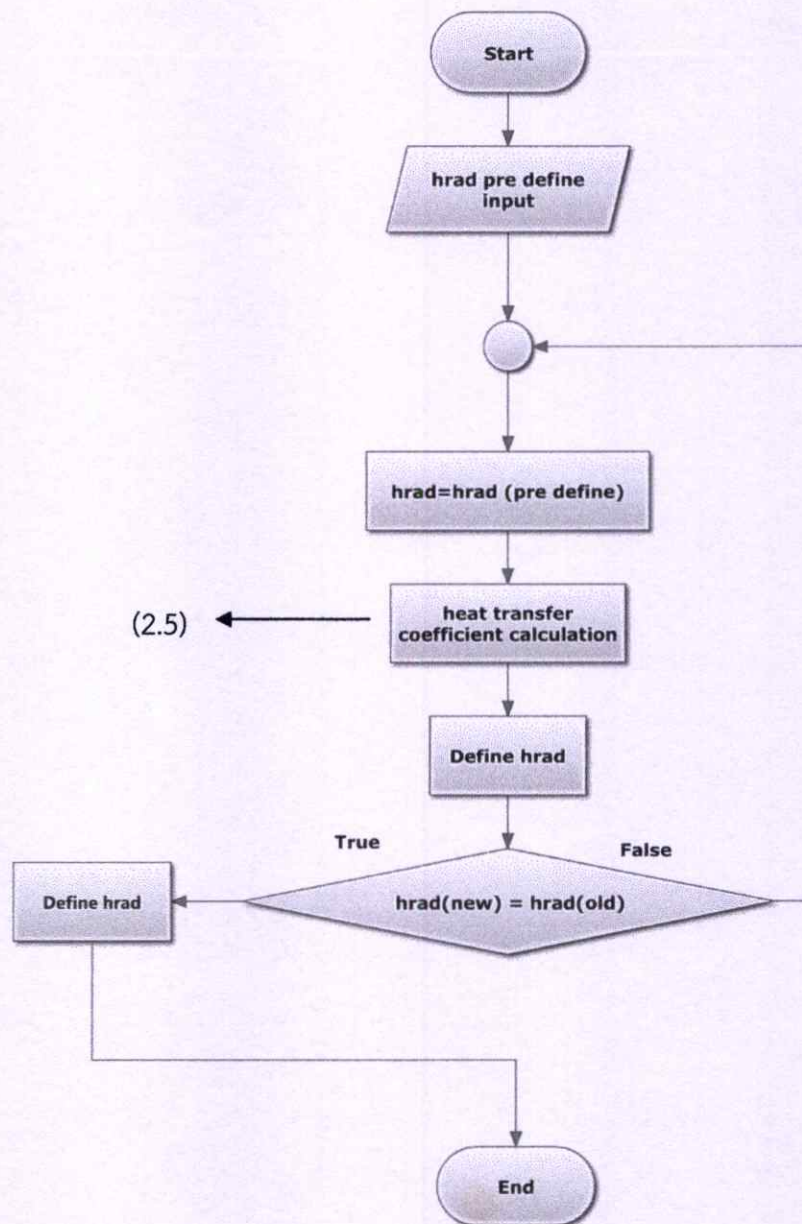 Start
hrad pre define
input
hrad=hrad (pre define)
(2.5)
heat transfer
coefficient calculation
Define hrad
True
False
Define hrad
hrad(new) = hrad(old)
End